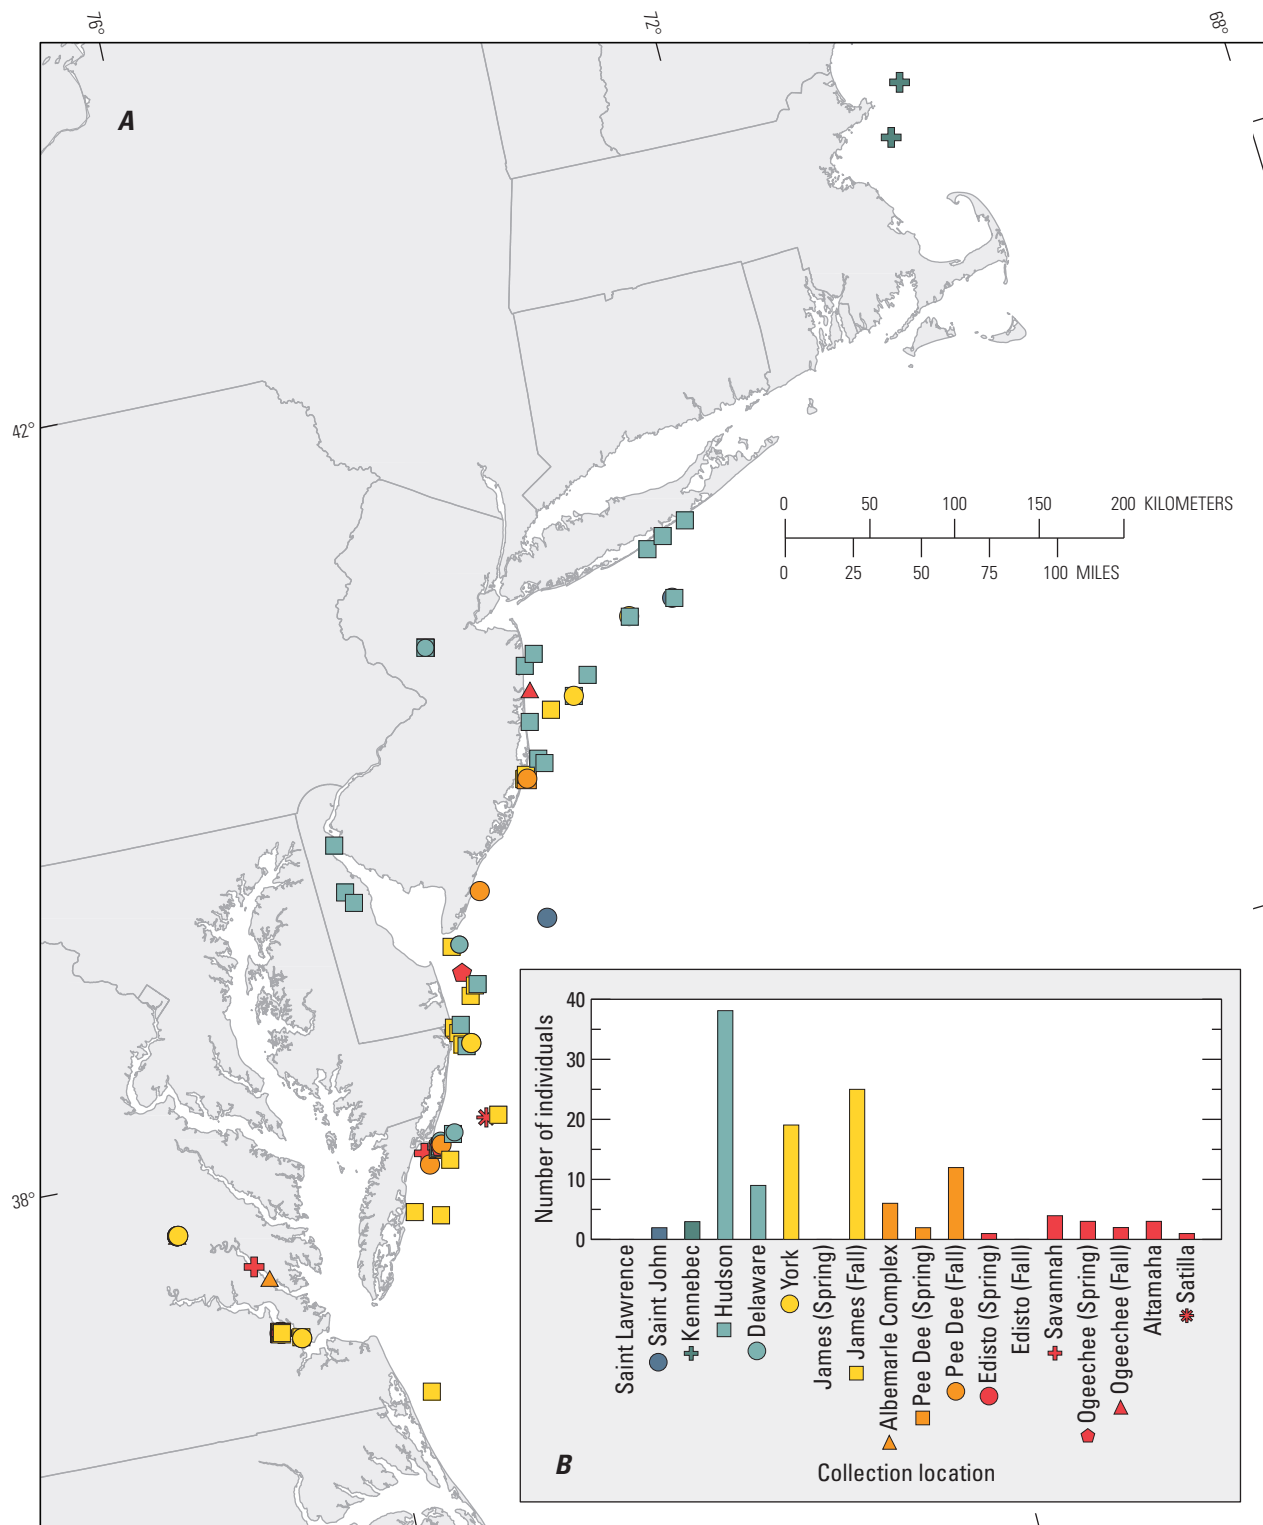 76°
72°
68°
A
42°
0 50 100 150 200 KILOMETERS
0 25 50 75 100 MILES
38°
40
30
20
10
0
Number of individuals
Saint Lawrence
Saint John
Kennebec
Hudson
Delaware
York
James (Spring)
James (Fall)
Albemarle Complex
Pee Dee (Spring)
Pee Dee (Fall)
Edisto (Spring)
Edisto (Fall)
Savannah
Ogeechee (Spring)
Ogeechee (Fall)
Altamaha
Satilla
B
Collection location